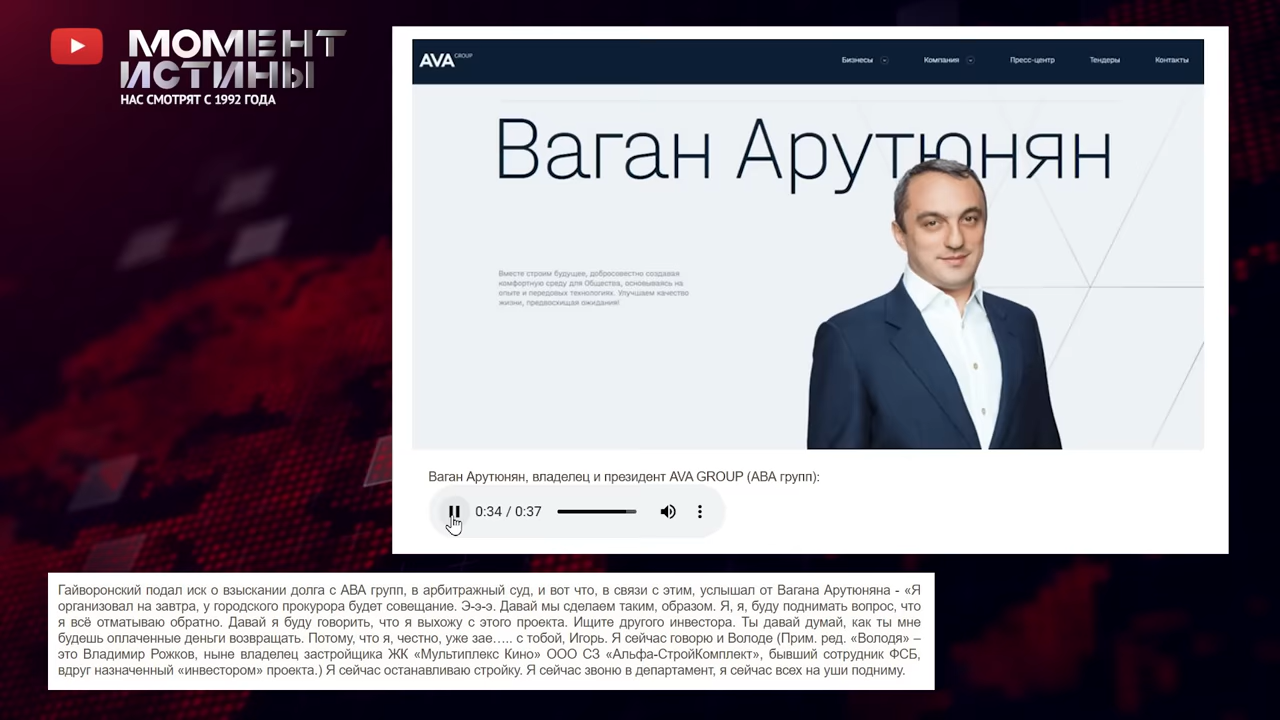 МОМЕНТ
ИСТИНЫ
НАС СМОТРЯТ С 1992 ГОДА
AVA GROUP
Бизнесы
Компания
Пресс-центр
Тендеры
Контакты
Ваган Арутюнян
Вместе строим будущее, добросовестно создавая
комфортную среду для Общества, основываясь на
опыте и передовых технологиях. Улучшаем качество
жизни, предвосхищая ожидания!
Ваган Арутюнян, владелец и президент AVA GROUP (АВА групп):
0:34 / 0:37
Гайворонский подал иск о взыскании долга с АВА групп, в арбитражный суд, и вот что, в связи с этим, услышал от Вагана Арутюняна - «Я
организовал на завтра, у городского прокурора будет совещание. Э-э-э. Давай мы сделаем таким, образом. Я, я, буду поднимать вопрос, что
я всё отматываю обратно. Давай я буду говорить, что я выхожу с этого проекта. Ищите другого инвестора. Ты давай думай, как ты мне
будешь оплаченные деньги возвращать. Потому, что я, честно, уже зае….. с тобой, Игорь. Я сейчас говорю и Володе (Прим. ред. «Володя» –
это Владимир Рожков, ныне владелец застройщика ЖК «Мультиплекс Кино» ООО СЗ «Альфа-СтройКомплект», бывший сотрудник ФСБ,
вдруг назначенный «инвестором» проекта.) Я сейчас останавливаю стройку. Я сейчас звоню в департамент, я сейчас всех на уши подниму.